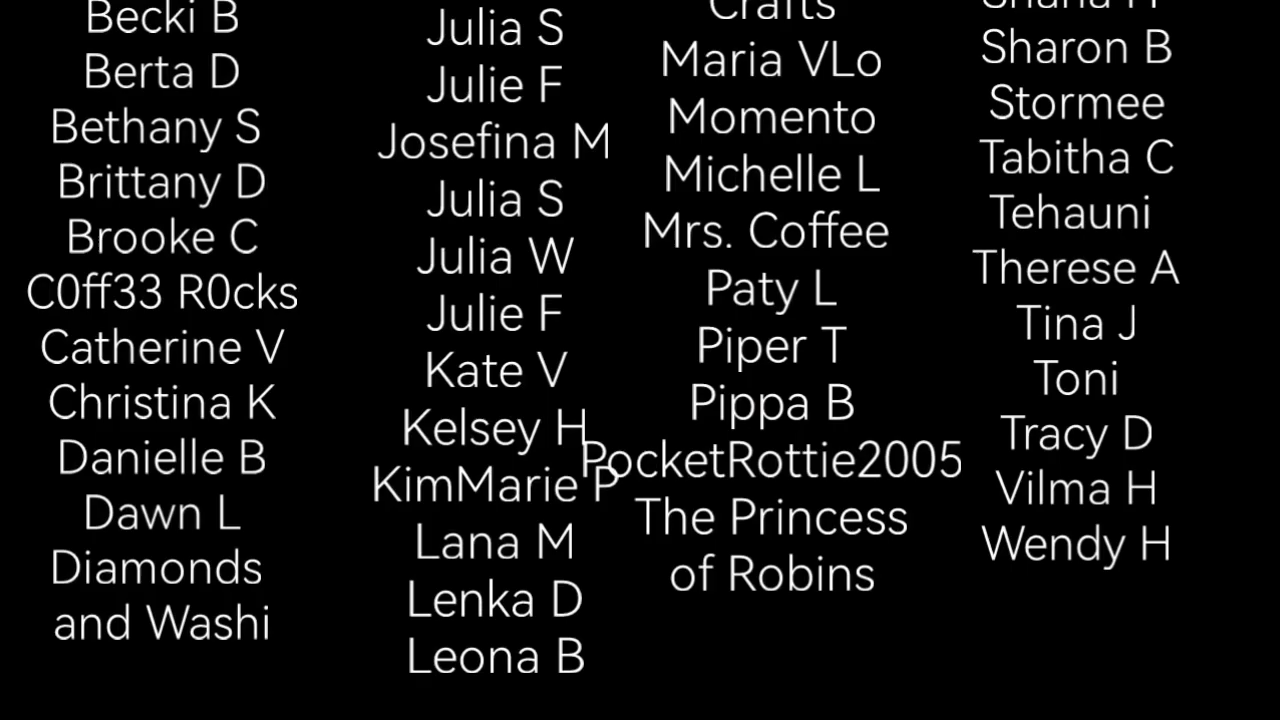 Becki B
Berta D
Bethany S
Brittany D
Brooke C
C0ff33 R0cks
Catherine V
Christina K
Danielle B
Dawn L
Diamonds
and Washi
Julia S
Julie F
Josefina M
Julia S
Julia W
Julie F
Kate V
Kelsey H
KimMarie P
Lana M
Lenka D
Leona B
Crafts
Maria VLo
Momento
Michelle L
Mrs. Coffee
Paty L
Piper T
Pippa B
PocketRottie2005
The Princess
of Robins
Sharon B
Stormee
Tabitha C
Tehauni
Therese A
Tina J
Toni
Tracy D
Vilma H
Wendy H